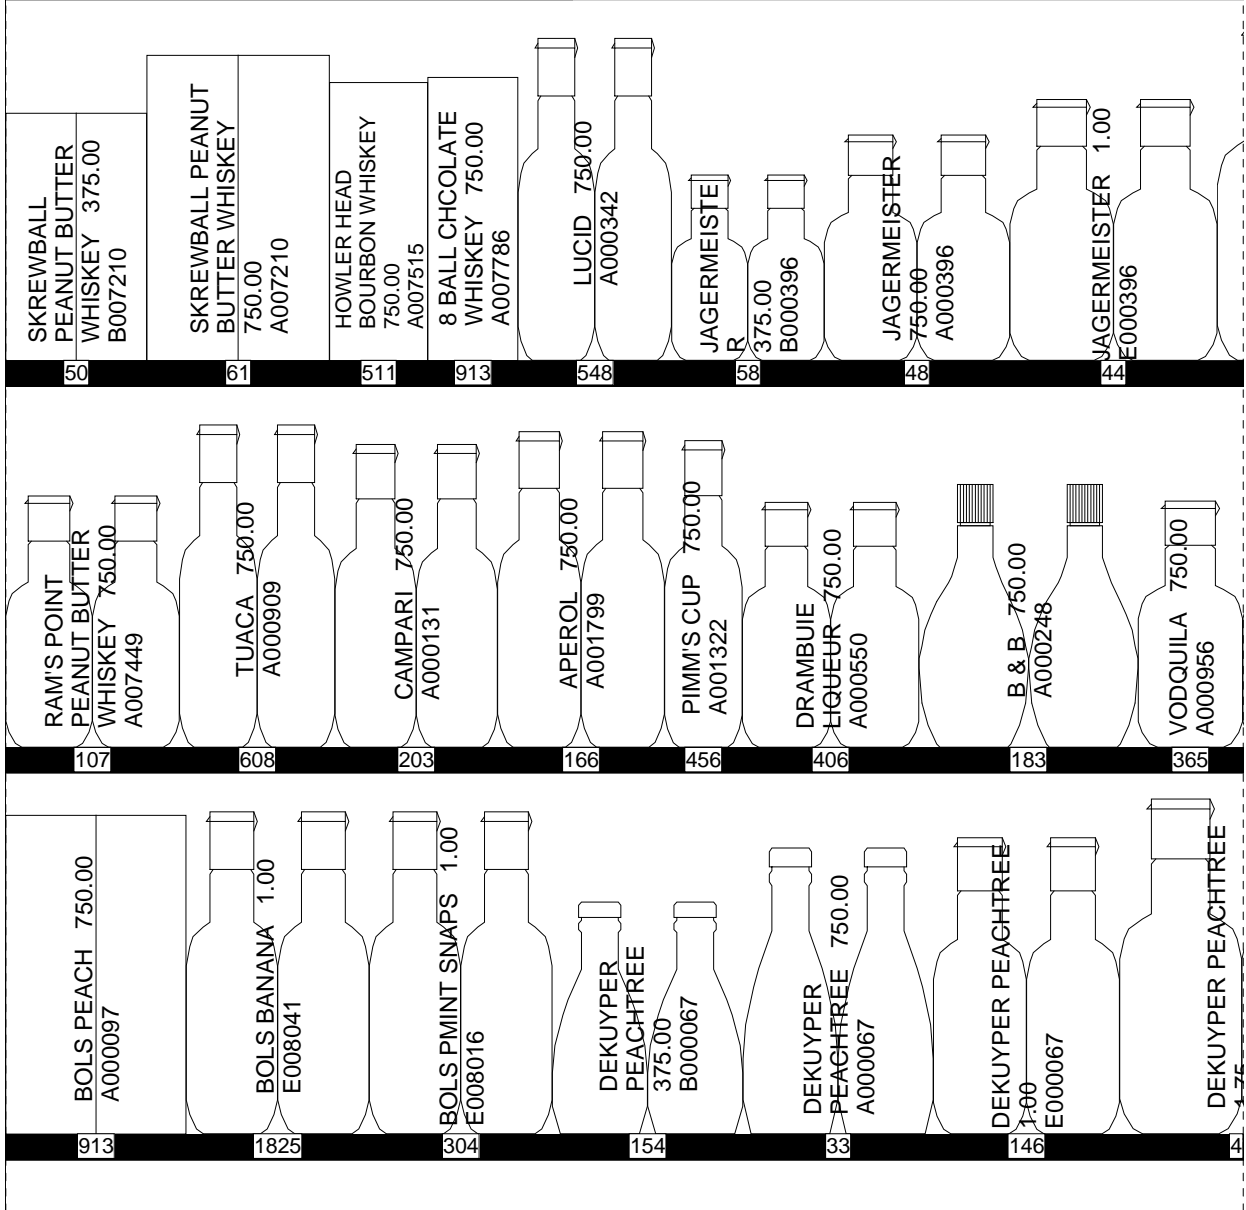 SKREWBALL
PEANUT BUTTER
WHISKEY 375.00
B007210
SKREWBALL PEANUT
BUTTER WHISKEY
750.00
A007210
HOWLER HEAD
BOURBON WHISKEY
750.00
A007515
8 BALL CHCOLATE
WHISKEY 750.00
A007786
LUCID 750.00
A000342
JAGERMEISTE
R
375.00
B000396
JAGERMEISTER
750.00
A000396
JAGERMEISTER 1.00
E000396
50
61
511
913
548
58
48
44
RAM'S POINT
PEANUT BUTTER
WHISKEY 750.00
A007449
TUACA 750.00
A000909
CAMPARI 750.00
A000131
APEROL 750.00
A001799
PIMM'S CUP 750.00
A001322
DRAMBUIE
LIQUEUR 750.00
A000550
B & B 750.00
A000248
VODQUILA 750.00
A000956
107
608
203
166
456
406
183
365
BOLS PEACH 750.00
A000097
BOLS BANANA 1.00
E008041
BOLS PMINT SNAPS 1.00
E008016
DEKUYPER
PEACHTREE
375.00
B000067
DEKUYPER
PEACHTREE 750.00
A000067
DEKUYPER PEACHTREE
1.00
E000067
DEKUYPER PEACHTREE
1.75
913
1825
304
154
33
146
4